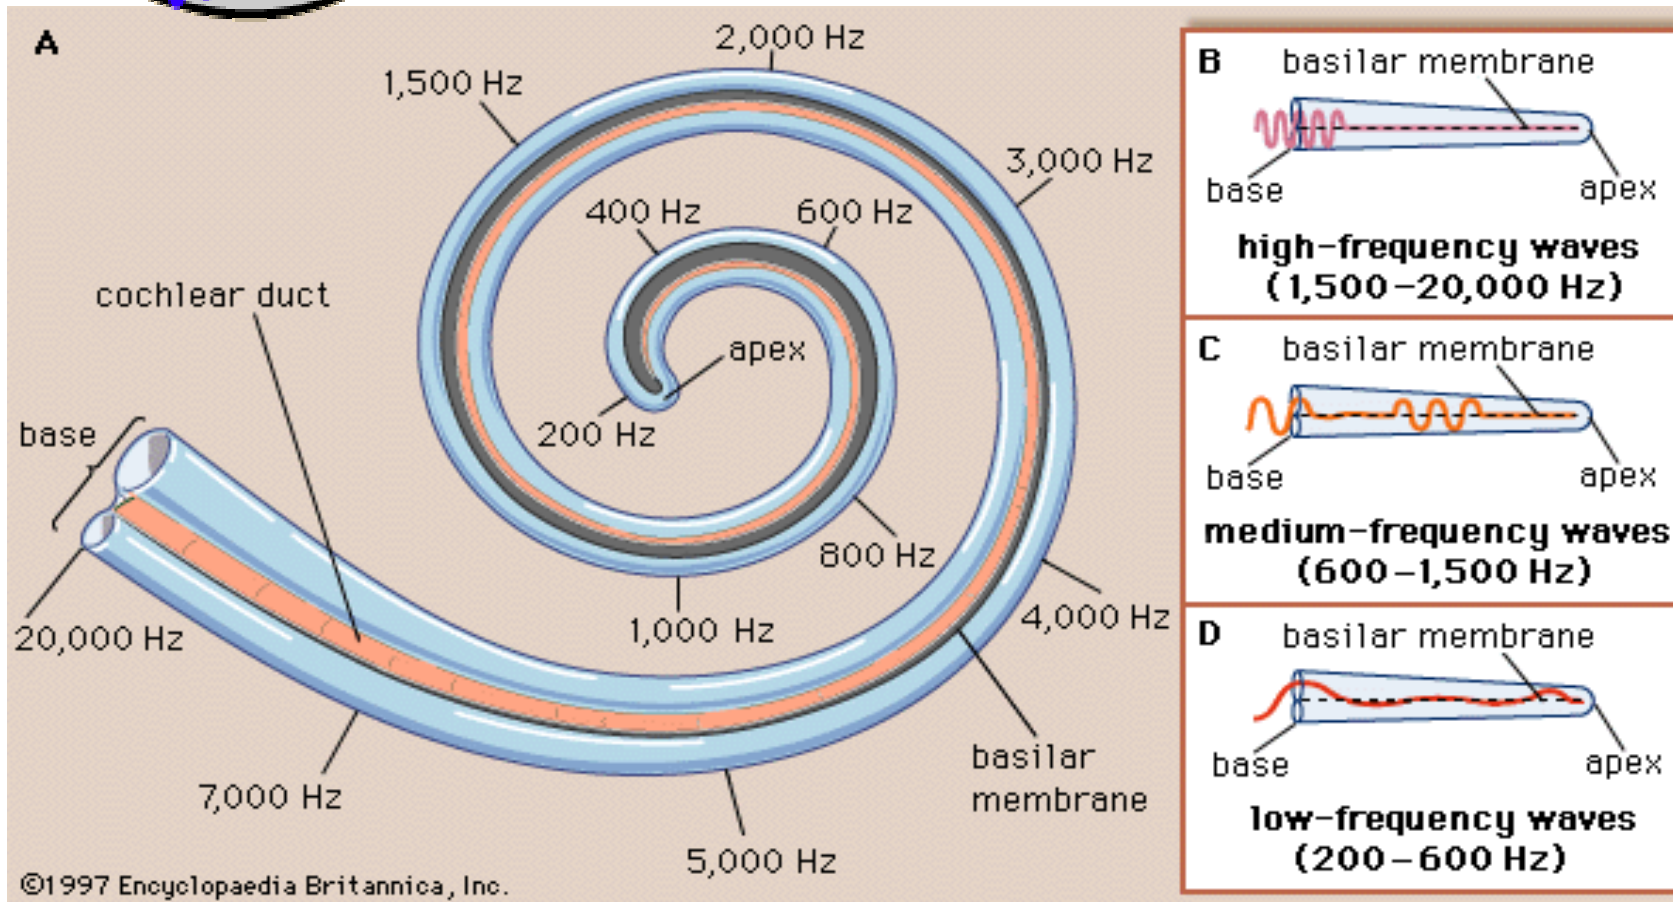 A
2,000 Hz
1,500 Hz
3,000 Hz
400 Hz
600 Hz
cochlear duct
apex
base
200 Hz
800 Hz
20,000 Hz
1,000 Hz
4,000 Hz
basilar
membrane
7,000 Hz
5,000 Hz
©1997 Encyclopaedia Britannica, Inc.
B
basilar membrane
base
apex
high-frequency waves
(1,500-20,000 Hz)
C
basilar membrane
base
apex
medium-frequency waves
(600-1,500 Hz)
D
basilar membrane
base
apex
low-frequency waves
(200-600 Hz)